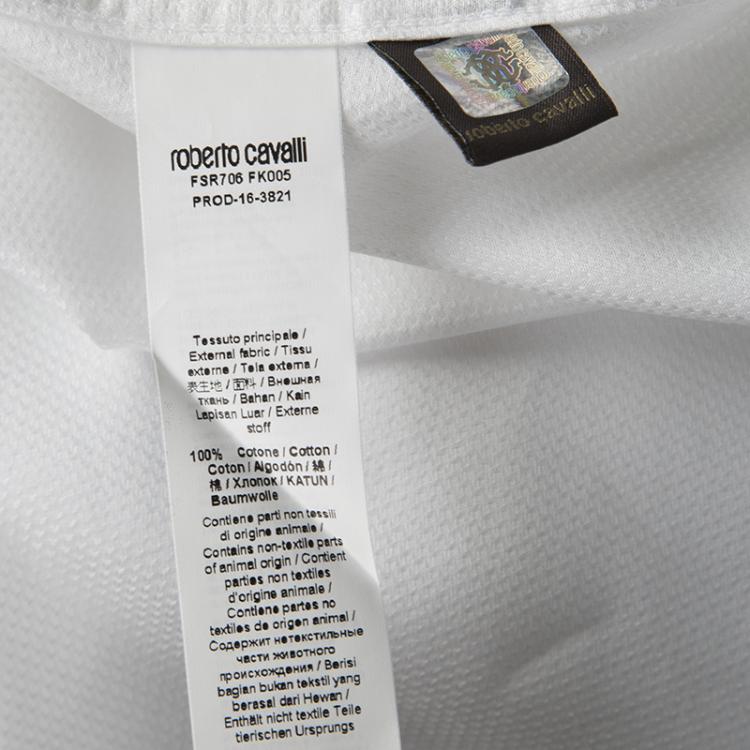 roberto cavalli
roberto cavalli
FSR706 FK005
PROD-16-3821
Tessuto principale /
External fabric / Tissu
externe / Tela externa /
表生地 / 面料 / Внешная
ткань / Bahan / Kain
Lapisan Luar / Externe
stoff
100% Cotone / Cotton /
Coton / Algodón / 綿 /
棉 / Хлопок / KATUN /
Baumwolle
Contiene parti non tessili
di origine animale /
Contains non-textile parts
of animal origin / Contient
parties non textiles
d'origine animale /
Contiene partes no
textiles de origen animal /
Содержит нетекстильные
части животного
происхождения / Berisi
bagian bukan tekstil yang
berasal dari Hewan /
Enthält nicht textile Teile
tierischen Ursprungs